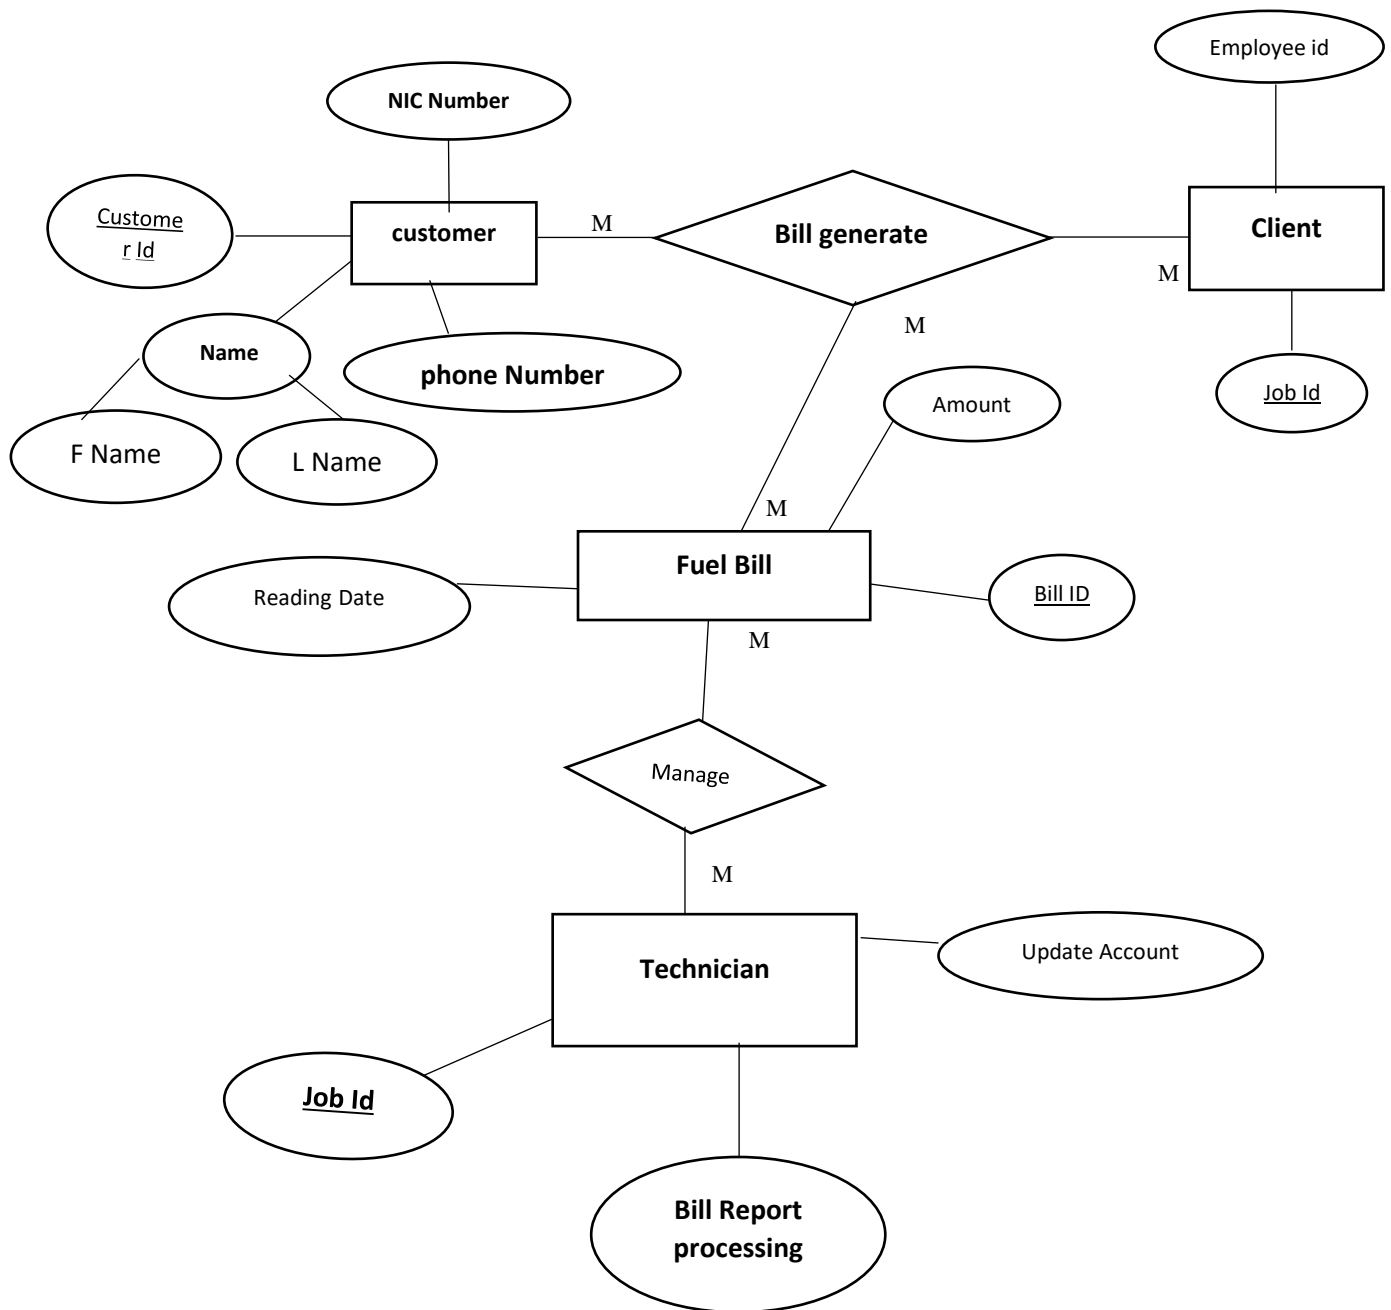 Employee id
NIC Number
Custome
r Id
customer
M
Bill generate
Client
M
M
Name
phone Number
Amount
Job Id
F Name
L Name
M
Fuel Bill
Reading Date
Bill ID
M
Manage
M
Technician
Update Account
Job Id
Bill Report
processing